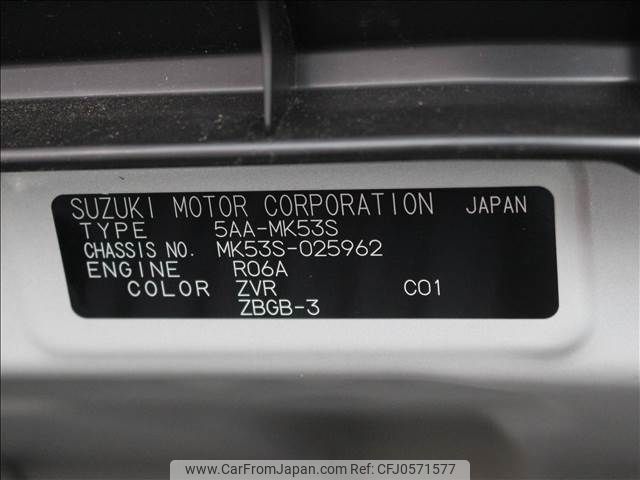 SUZUKI MOTOR CORPORATION JAPAN
TYPE 5AA-MK53S
CHASSIS NO. MK53S-025962
ENGINE R06A
COLOR ZVR C01
ZBGB-3
www.CarFromJapan.com REF.No.CFJ0571577